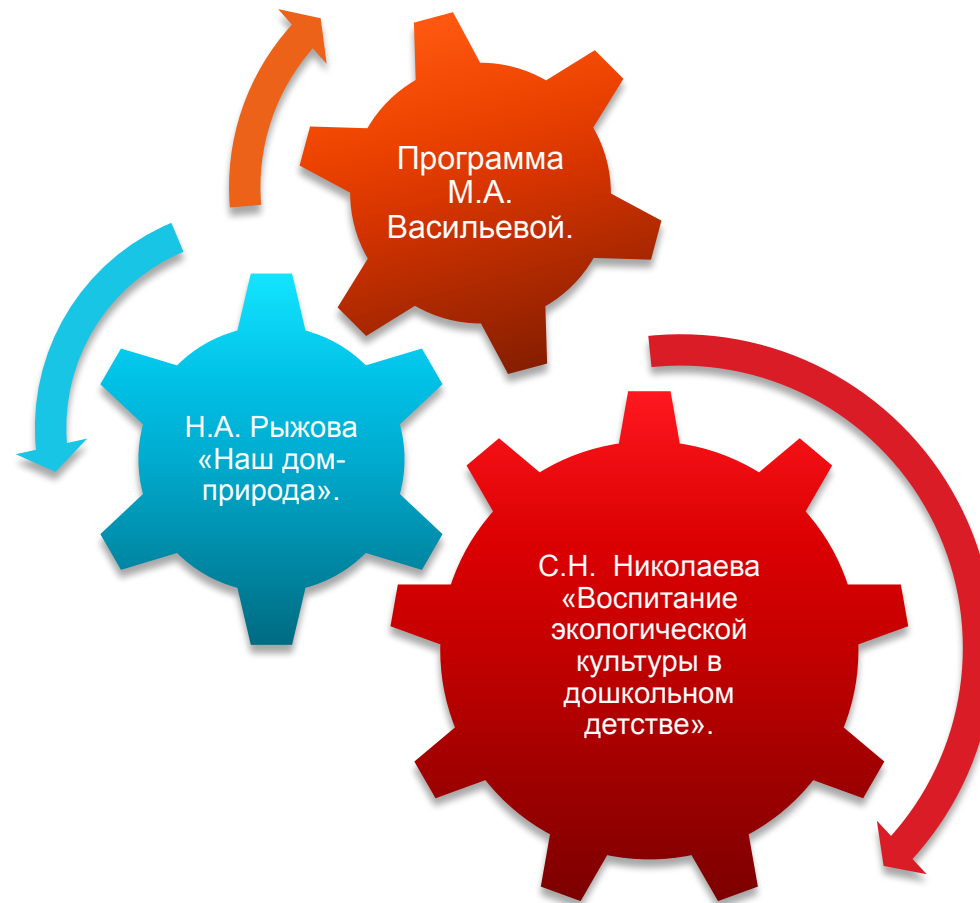 Программа
М.А.
Васильевой.
Н.А. Рыжова
«Наш дом-
природа».
С.Н. Николаева
«Воспитание
экологической
культуры в
дошкольном
детстве».